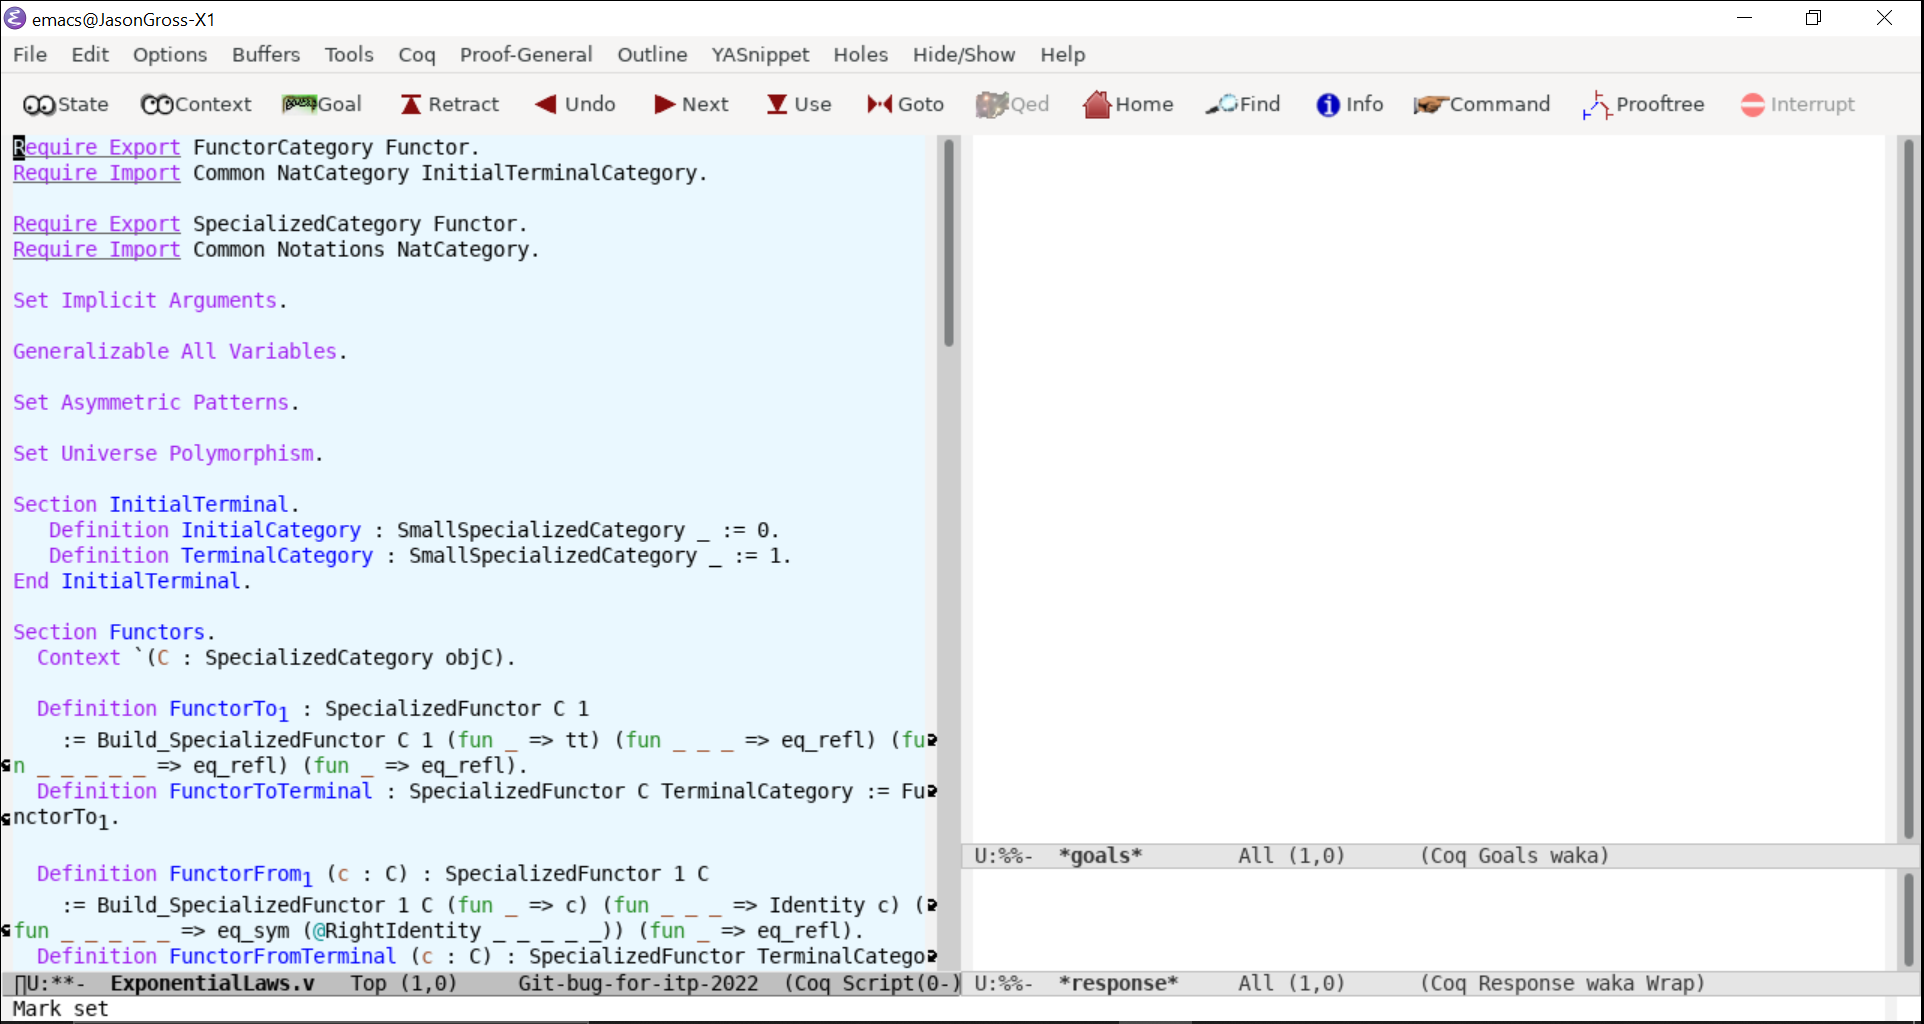 emacs@JasonGross-X1
File Edit Options Buffers Tools Coq Proof-General Outline YASnippet Holes Hide/Show Help
State Context Goal Retract Undo Next Use Goto Qed Home Find Info Command Prooftree Interrupt
Require Export FunctorCategory Functor.
Require Import Common NatCategory InitialTerminalCategory.
Require Export SpecializedCategory Functor.
Require Import Common Notations NatCategory.
Set Implicit Arguments.
Generalizable All Variables.
Set Asymmetric Patterns.
Set Universe Polymorphism.
Section InitialTerminal.
Definition InitialCategory : SmallSpecializedCategory _ := 0.
Definition TerminalCategory : SmallSpecializedCategory _ := 1.
End InitialTerminal.
Section Functors.
Context `(C : SpecializedCategory objC).
Definition FunctorTo₁ : SpecializedFunctor C 1
:= Build_SpecializedFunctor C 1 (fun _ => tt) (fun _ _ _ => eq_refl) (fu
n _ _ _ _ _ => eq_refl) (fun _ => eq_refl).
Definition FunctorToTerminal : SpecializedFunctor C TerminalCategory := Fu
nctorTo₁.
Definition FunctorFrom₁ (c : C) : SpecializedFunctor 1 C
:= Build_SpecializedFunctor 1 C (fun _ => c) (fun _ _ _ => Identity c) (
fun _ _ _ _ _ => eq_sym (@RightIdentity _ _ _ _ _)) (fun _ => eq_refl).
Definition FunctorFromTerminal (c : C) : SpecializedFunctor TerminalCatego
U:**- ExponentialLaws.v Top (1,0) Git-bug-for-itp-2022 (Coq Script(0-)
U:%%- *goals* All (1,0) (Coq Goals waka)
U:%%- *response* All (1,0) (Coq Response waka Wrap)
Mark set